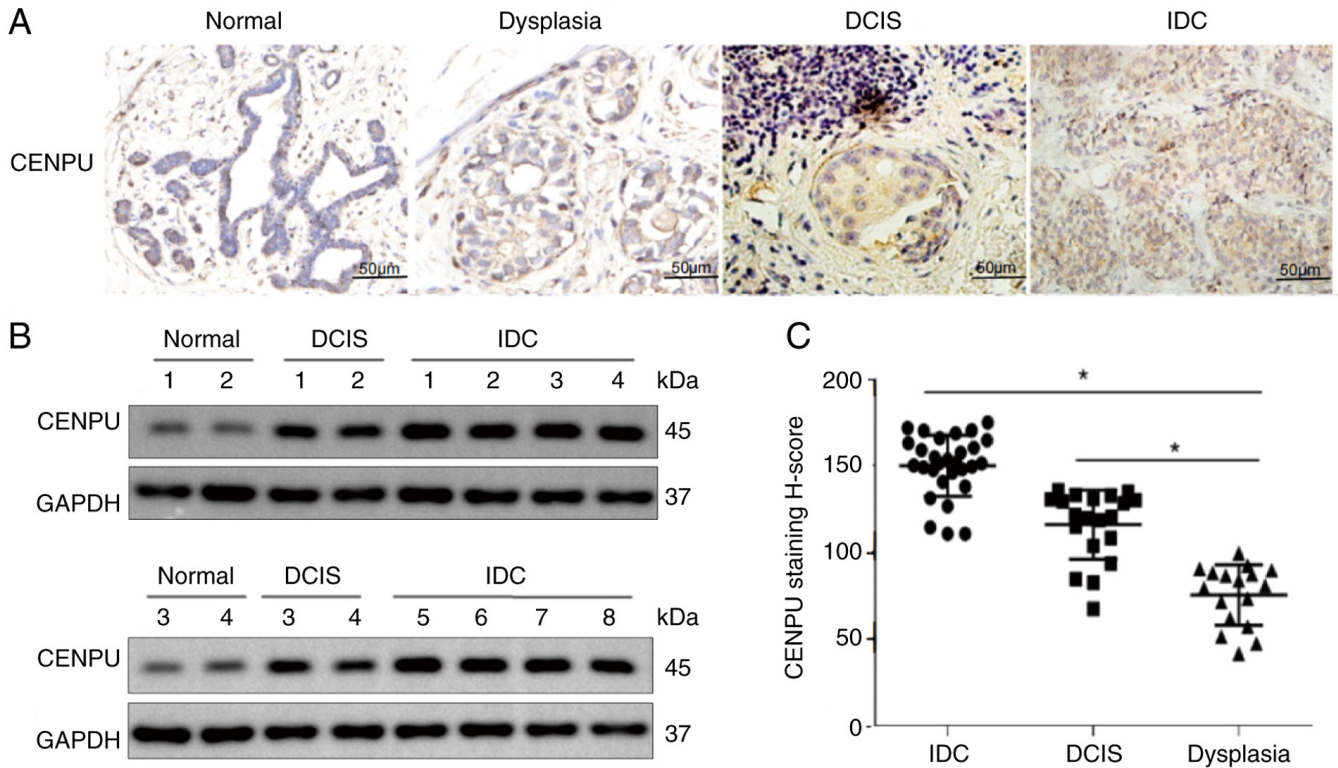 A
Normal Dysplasia DCIS IDC
CENPU
50μm 50μm 50μm 50μm
B
Normal DCIS IDC
1 2 1 2 1 2 3 4 kDa
CENPU 45
GAPDH 37
Normal DCIS IDC
3 4 3 4 5 6 7 8 kDa
CENPU 45
GAPDH 37
C
CENPU staining H-score
200
150
100
50
0
*
*
IDC DCIS Dysplasia